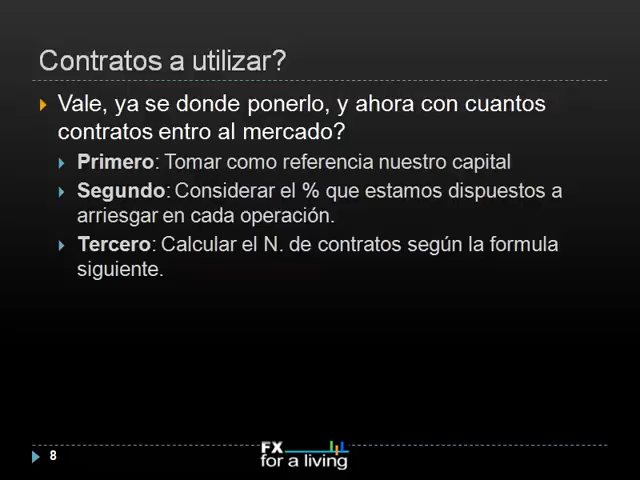 Contratos a utilizar?
Vale, ya se donde ponerlo, y ahora con cuantos
contratos entro al mercado?
Primero: Tomar como referencia nuestro capital
Segundo: Considerar el % que estamos dispuestos a
arriesgar en cada operación.
Tercero: Calcular el N. de contratos según la formula
siguiente.
8
FX
for a living